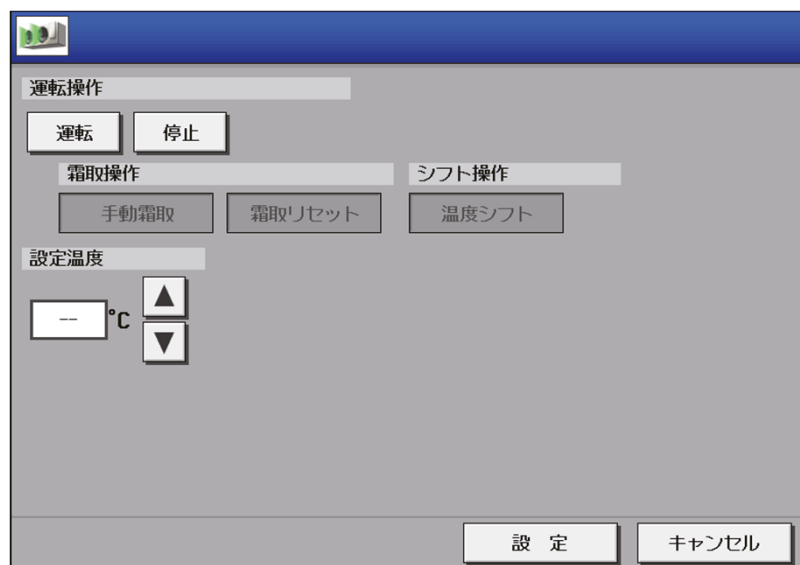 運転操作
運転 停止
霜取操作 シフト操作
手動霜取 霜取リセット 温度シフト
設定温度
-- °C ▲
▼
設 定 キャンセル